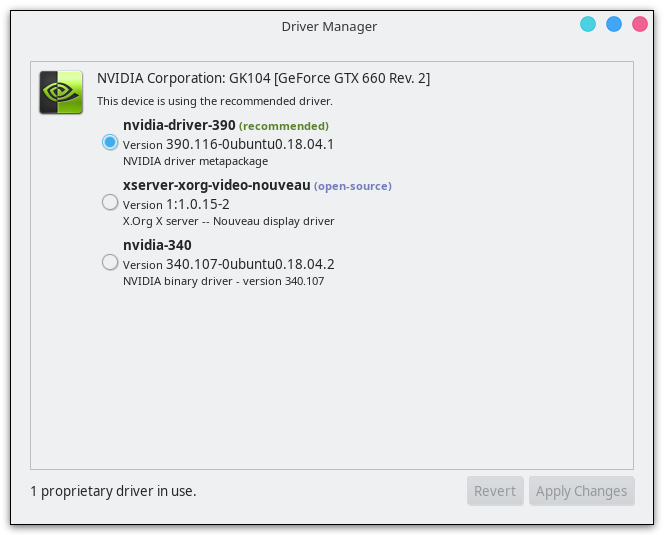 Driver Manager
NVIDIA Corporation: GK104 [GeForce GTX 660 Rev. 2]
This device is using the recommended driver.
nvidia-driver-390 (recommended)
Version 390.116-0ubuntu0.18.04.1
NVIDIA driver metapackage
xserver-xorg-video-nouveau (open-source)
Version 1:1.0.15-2
X.Org X server -- Nouveau display driver
nvidia-340
Version 340.107-0ubuntu0.18.04.2
NVIDIA binary driver - version 340.107
1 proprietary driver in use.
Revert
Apply Changes